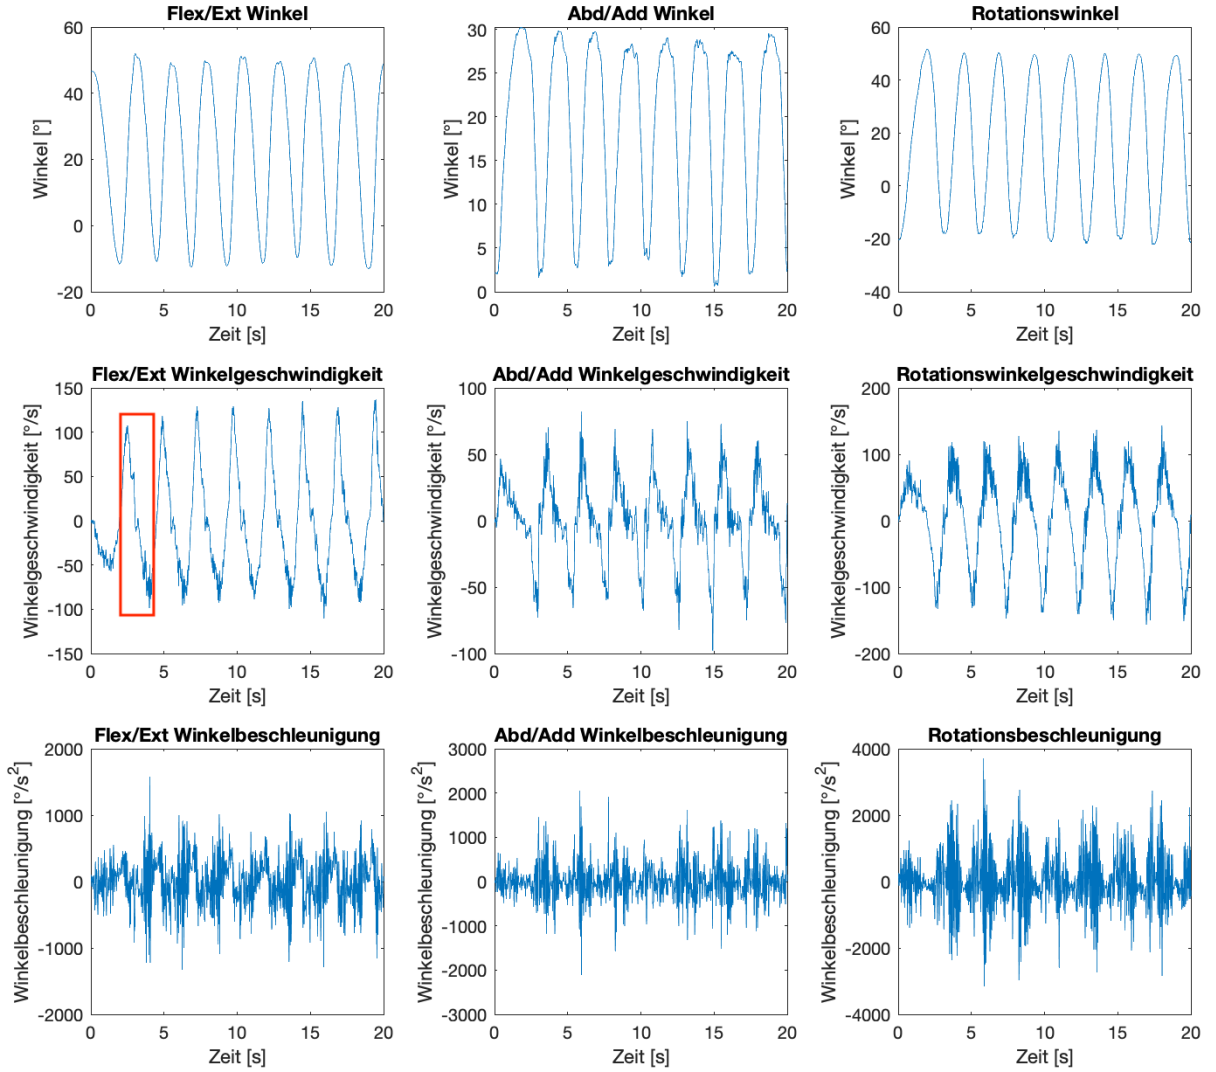 Flex/Ext Winkel
Winkel [°]
60
40
20
0
-20
0 5 10 15 20
Zeit [s]
Abd/Add Winkel
Winkel [°]
30
25
20
15
10
5
0
0 5 10 15 20
Zeit [s]
Rotationswinkel
Winkel [°]
60
40
20
0
-20
-40
0 5 10 15 20
Zeit [s]
Flex/Ext Winkelgeschwindigkeit
Winkelgeschwindigkeit [°/s]
150
100
50
0
-50
-100
-150
0 5 10 15 20
Zeit [s]
Abd/Add Winkelgeschwindigkeit
Winkelgeschwindigkeit [°/s]
100
50
0
-50
-100
0 5 10 15 20
Zeit [s]
Rotationswinkelgeschwindigkeit
Winkelgeschwindigkeit [°/s]
200
100
0
-100
-200
0 5 10 15 20
Zeit [s]
Flex/Ext Winkelbeschleunigung
Winkelbeschleunigung [°/s²]
2000
1000
0
-1000
-2000
0 5 10 15 20
Zeit [s]
Abd/Add Winkelbeschleunigung
Winkelbeschleunigung [°/s²]
3000
2000
1000
0
-1000
-2000
-3000
0 5 10 15 20
Zeit [s]
Rotationsbeschleunigung
Winkelbeschleunigung [°/s²]
4000
2000
0
-2000
-4000
0 5 10 15 20
Zeit [s]